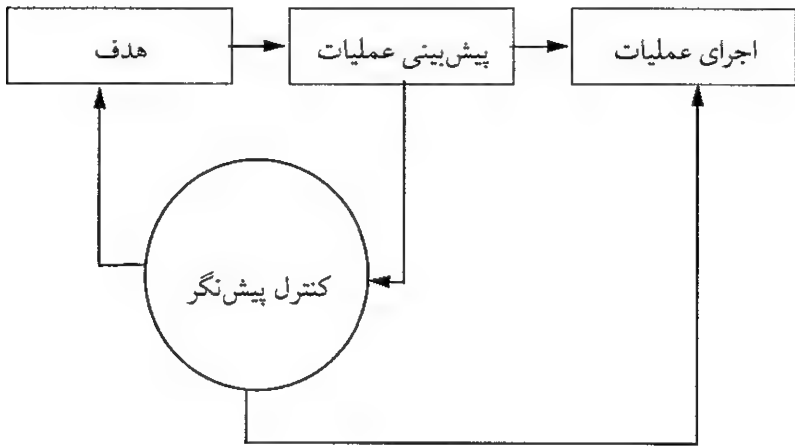 هدف
پیش‌بینی عملیات
اجرای عملیات
کنترل پیش‌نگر